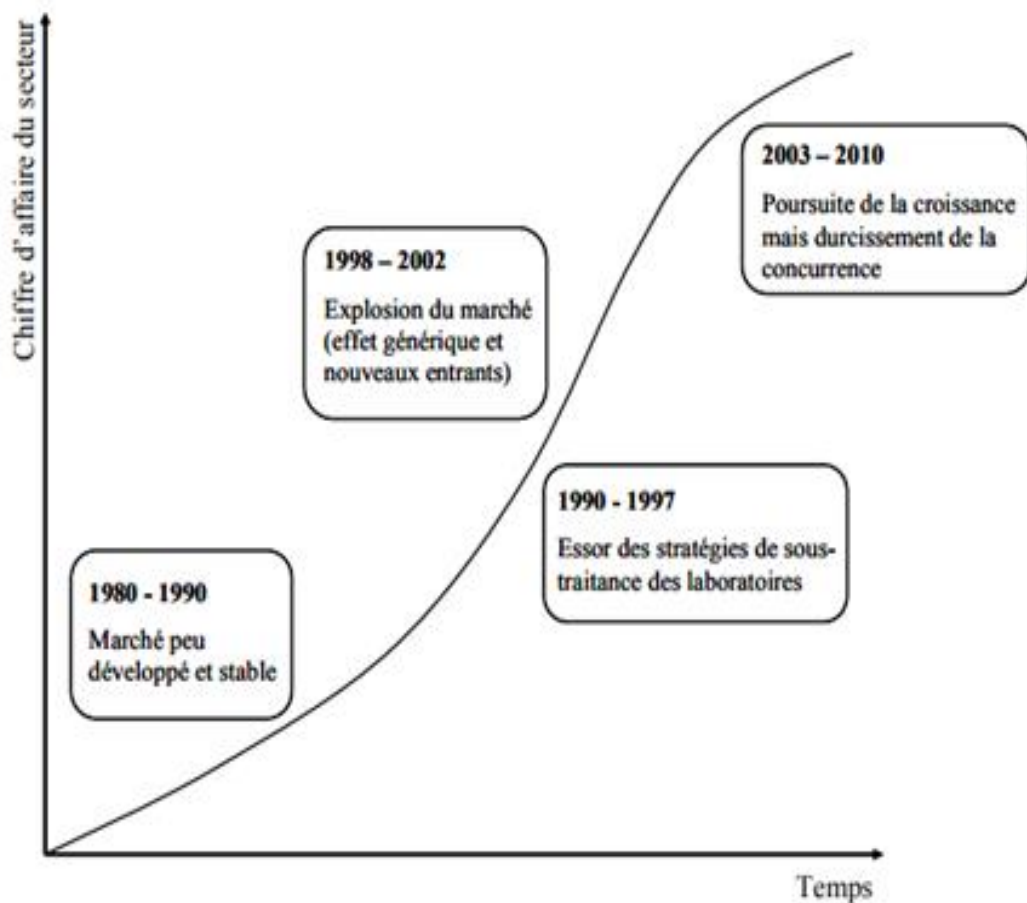 Chiffre d'affaire du secteur
2003 – 2010
Poursuite de la croissance
mais durcissement de la
concurrence
1998 – 2002
Explosion du marché
(effet générique et
nouveaux entrants)
1990 - 1997
Essor des stratégies de sous-
traitance des laboratoires
1980 - 1990
Marché peu
développé et stable
Temps